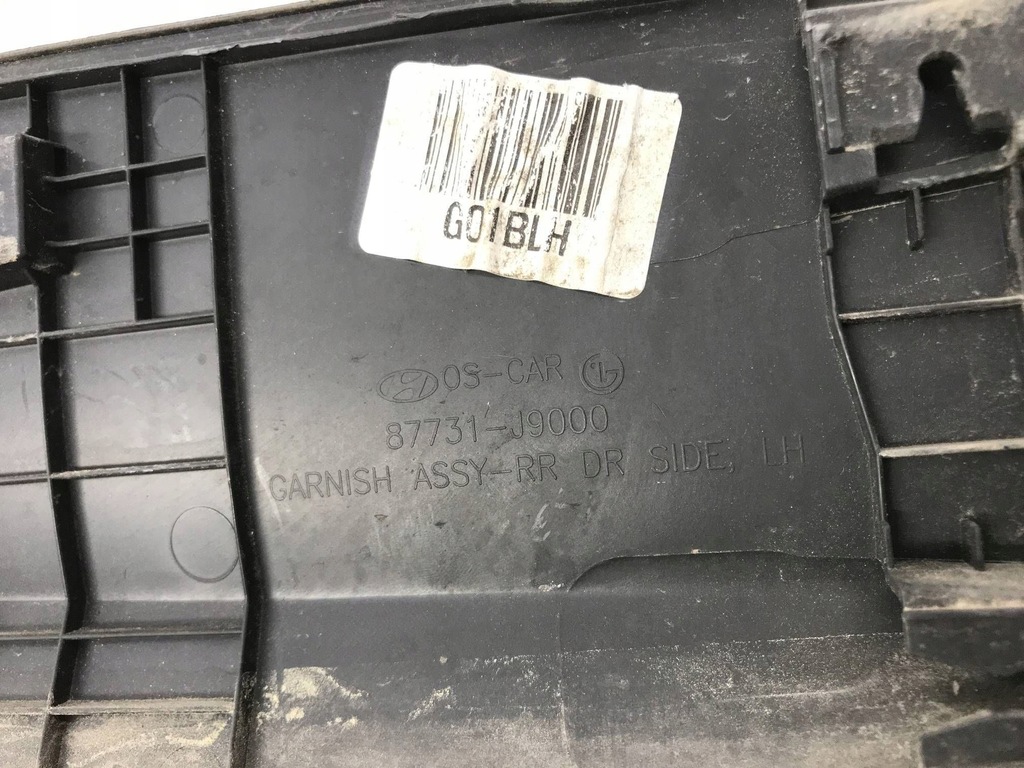 G01BLH
OS-CAR
87731-J9000
GARNISH ASSY-RR DR SIDE, LH